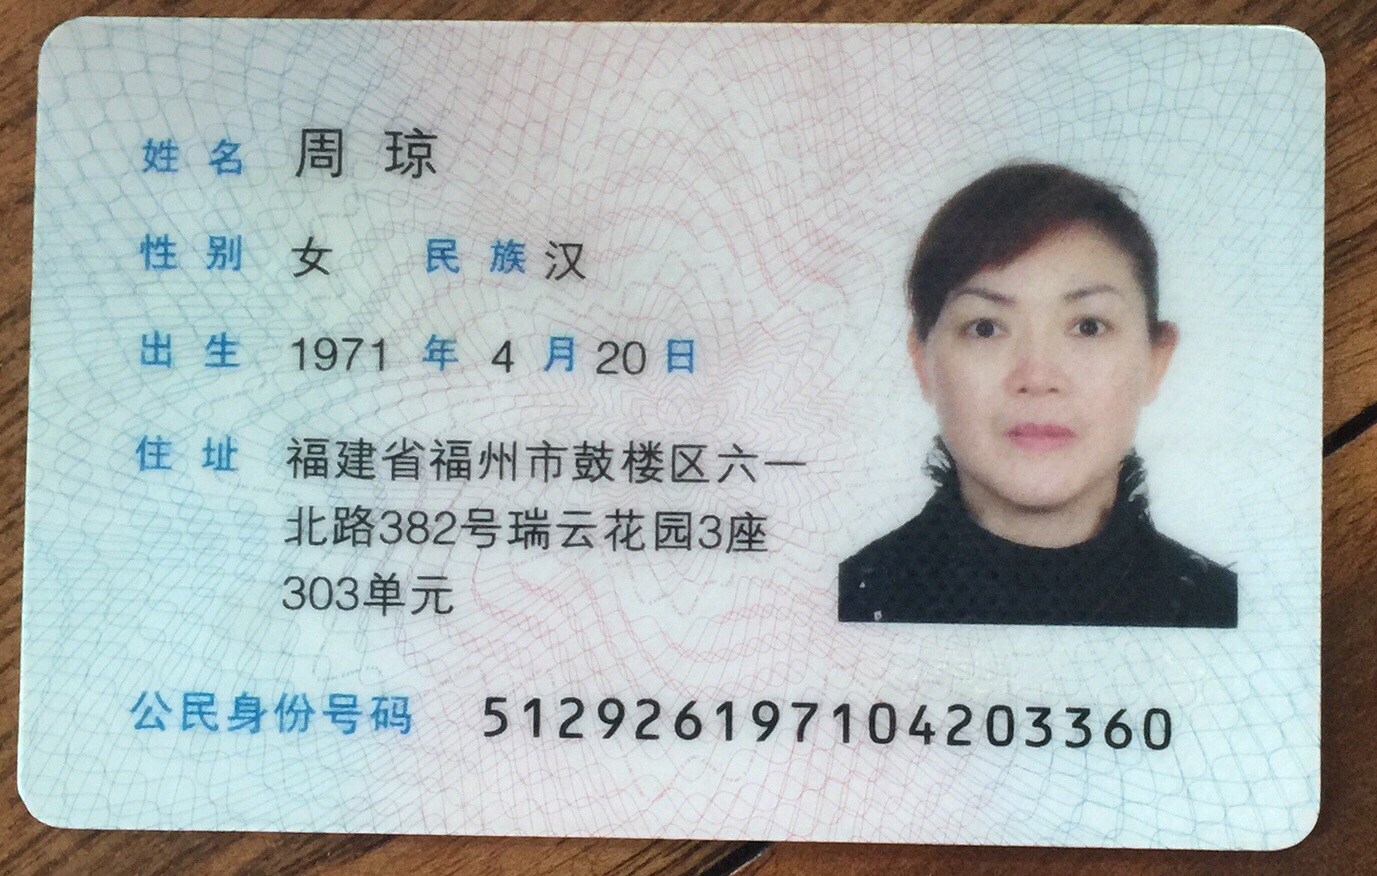 姓名 周琼
性别 女 民族 汉
出生 1971 年 4 月 20 日
住址 福建省福州市鼓楼区六一
北路382号瑞云花园3座
303单元
公民身份号码 512926197104203360